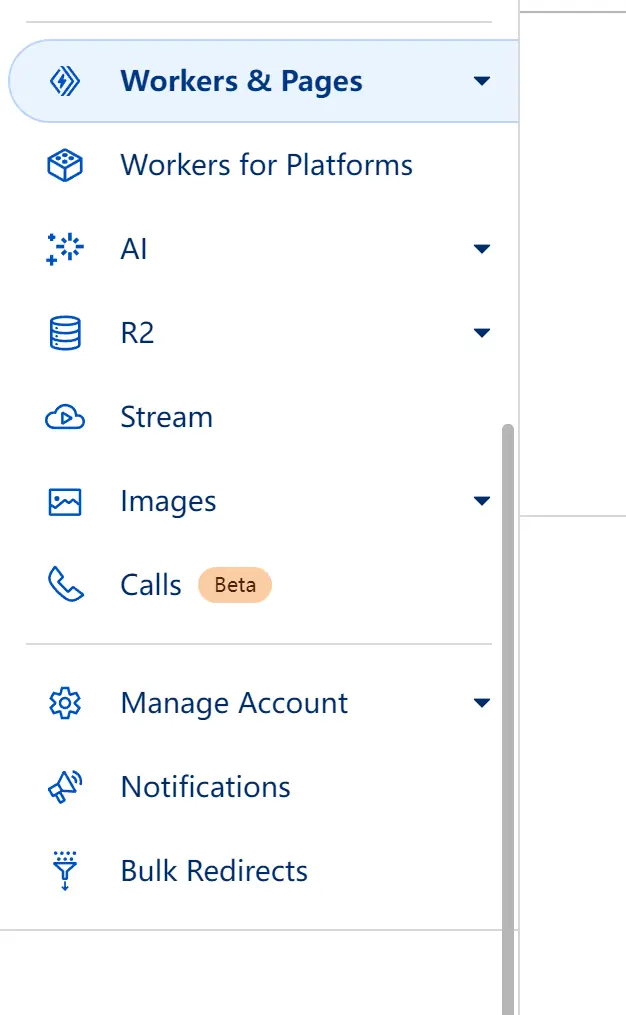 Workers & Pages
Workers for Platforms
AI
R2
Stream
Images
Calls Beta
Manage Account
Notifications
Bulk Redirects